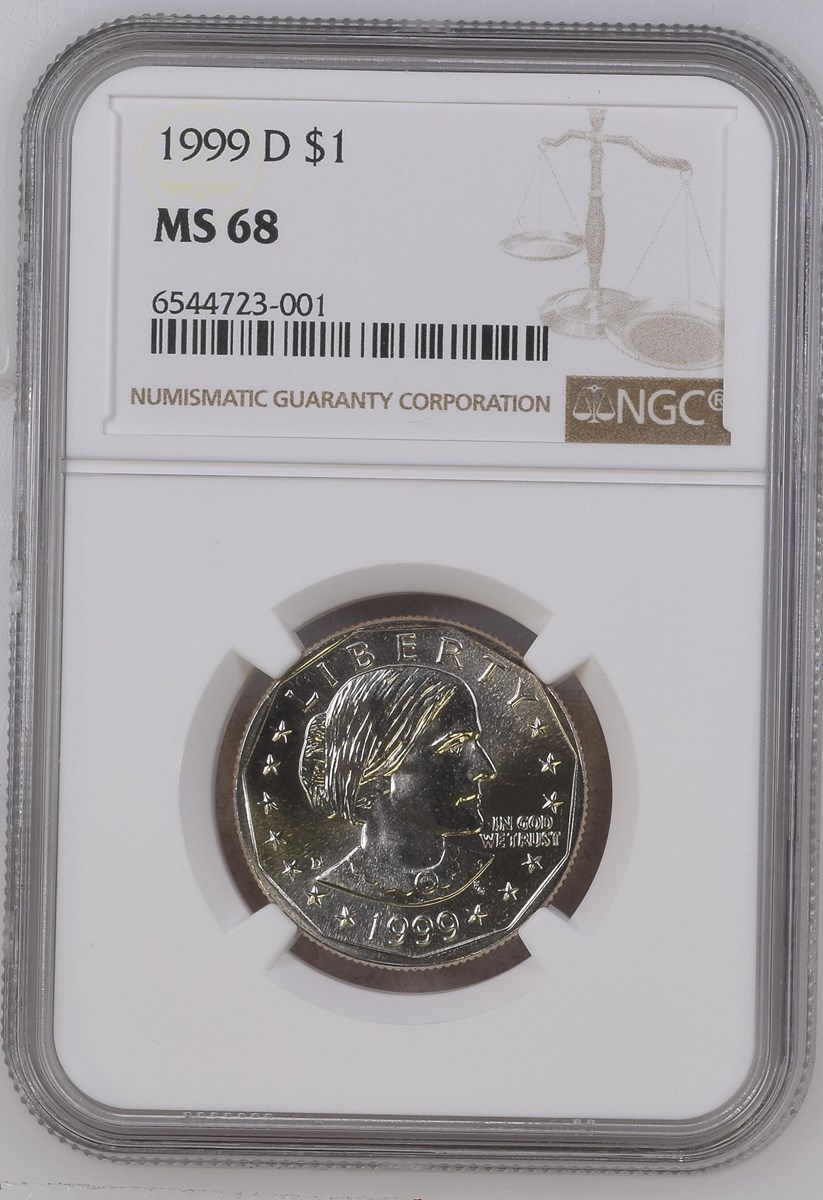 1999 D $1
MS 68
6544723-001
NUMISMATIC GUARANTY CORPORATION
NGC®
LIBERTY
IN GOD
WE TRUST
D
1999